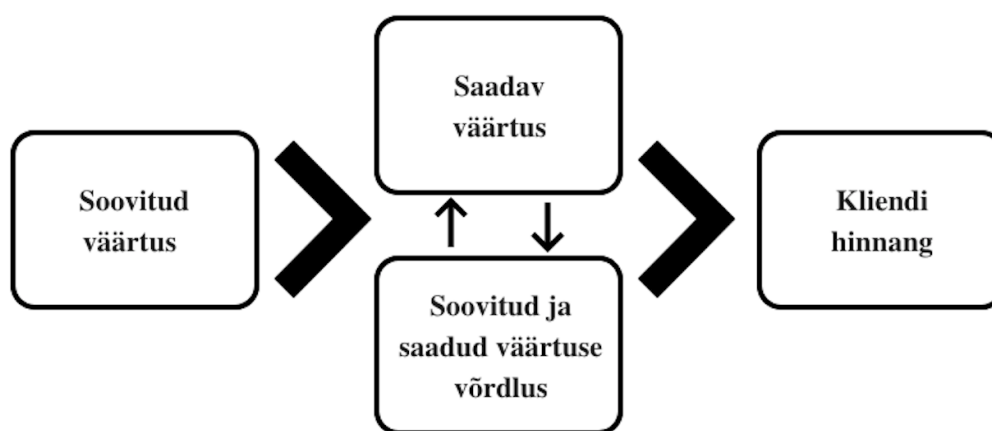 Soovitud
väärtus
Saadav
väärtus
Soovitud ja
saadud väärtuse
võrdlus
Kliendi
hinnang